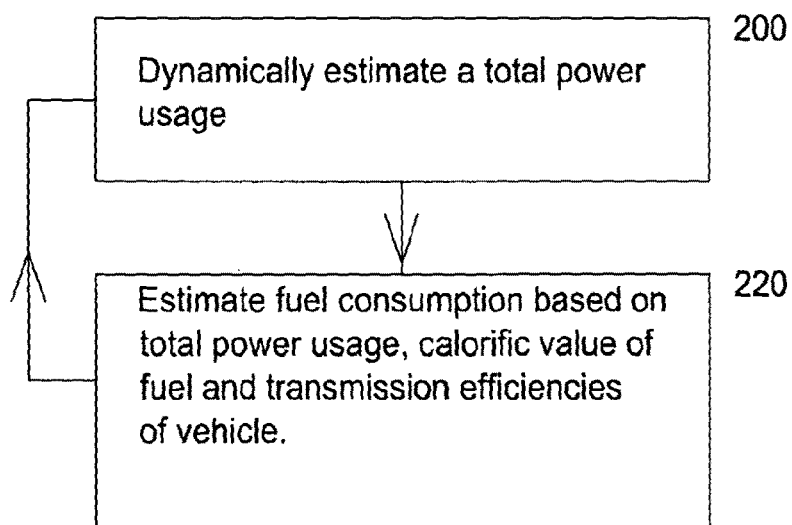 200
Dynamically estimate a total power
usage
220
Estimate fuel consumption based on
total power usage, calorific value of
fuel and transmission efficiencies
of vehicle.